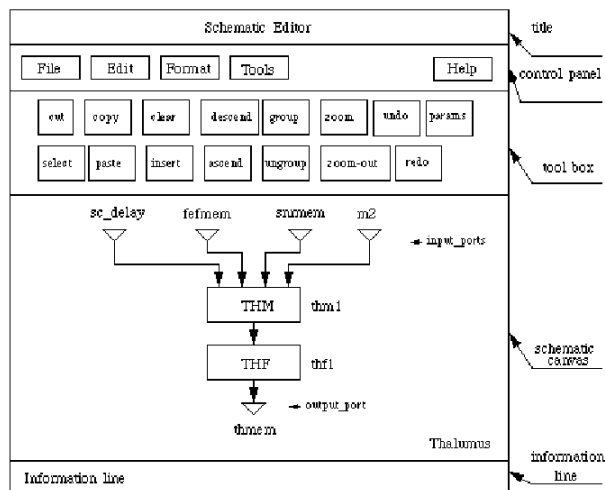 Schematic Editor
title
File Edit Format Tools Help
control panel
cut copy clear descend group zoom undo params
select paste insert ascend ungroup zoom-out redo
tool box
sc_delay fefmem snrmem m2
input_ports
THM thm1
schematic
canvas
THF thf1
output_port
thmem
Thalumus
information
line
Information line